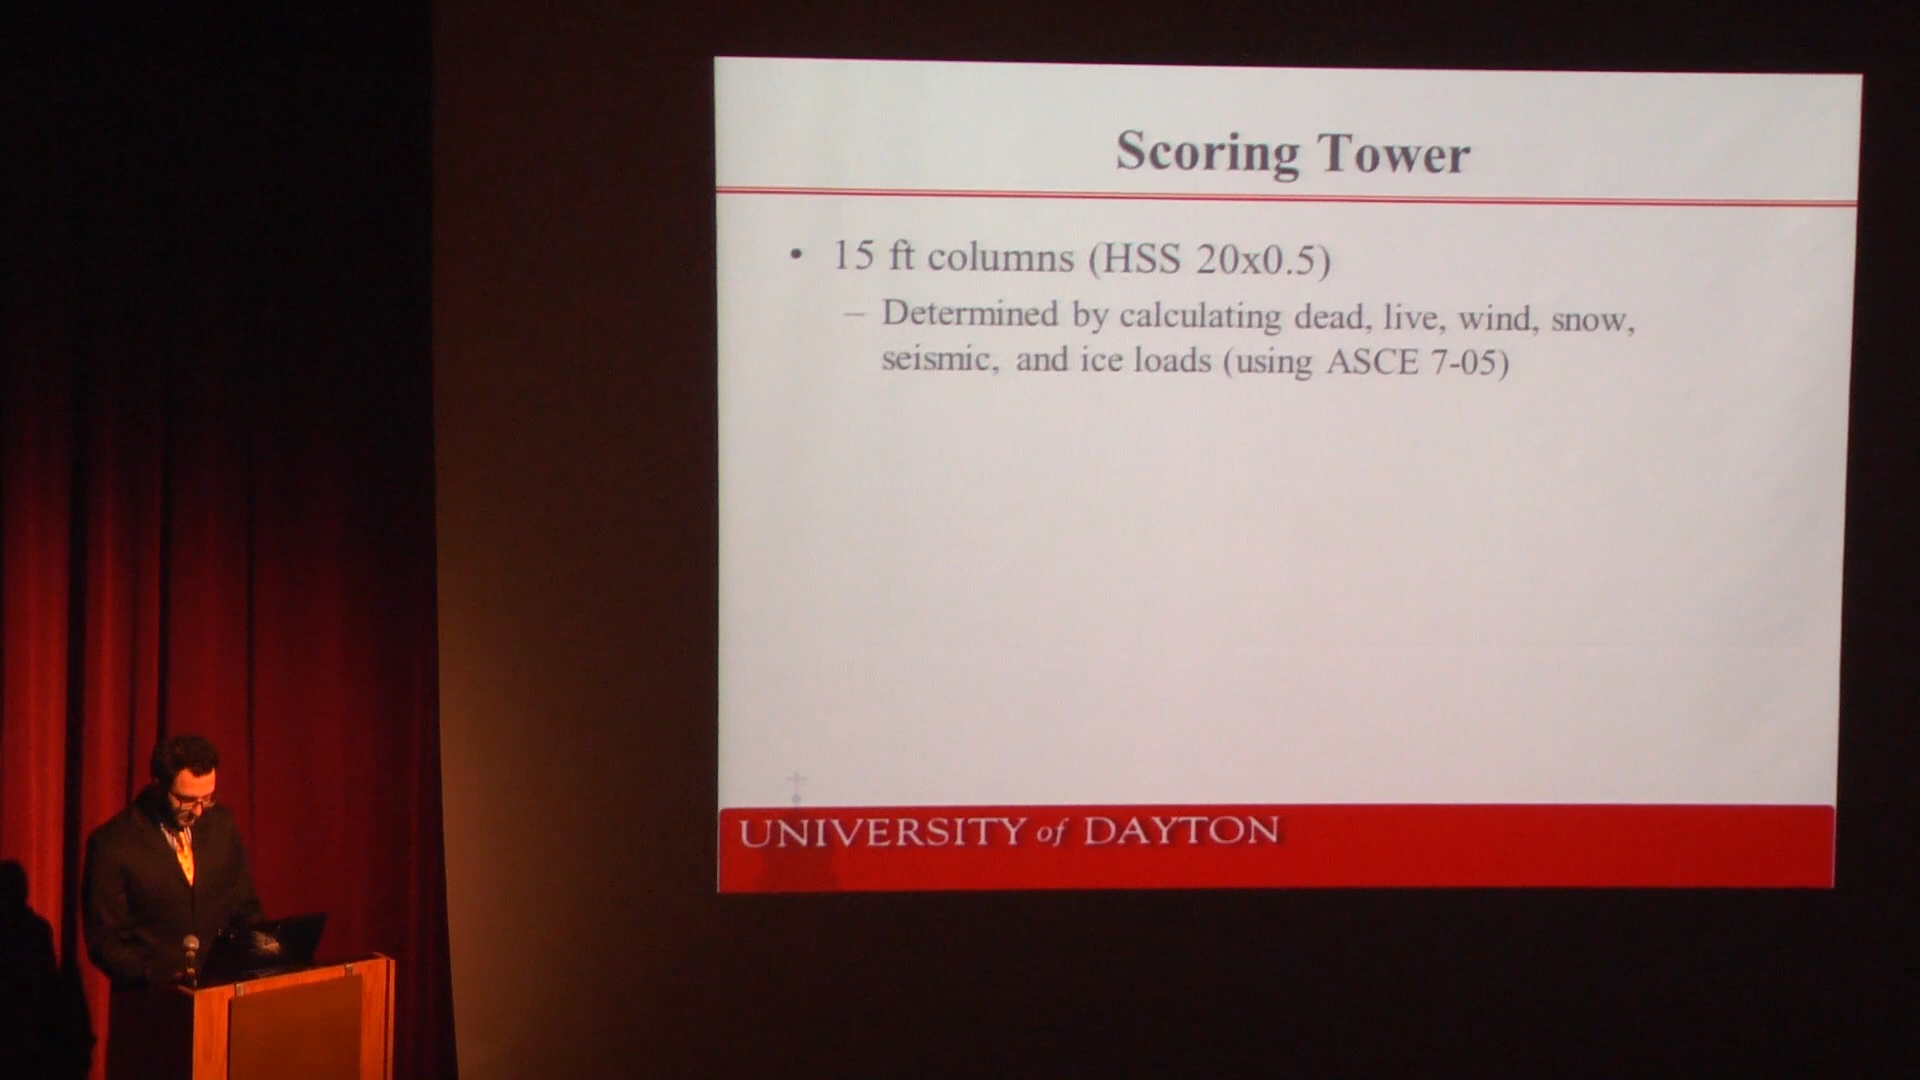 Scoring Tower
• 15 ft columns (HSS 20x0.5)
– Determined by calculating dead, live, wind, snow,
seismic, and ice loads (using ASCE 7-05)
UNIVERSITY of DAYTON